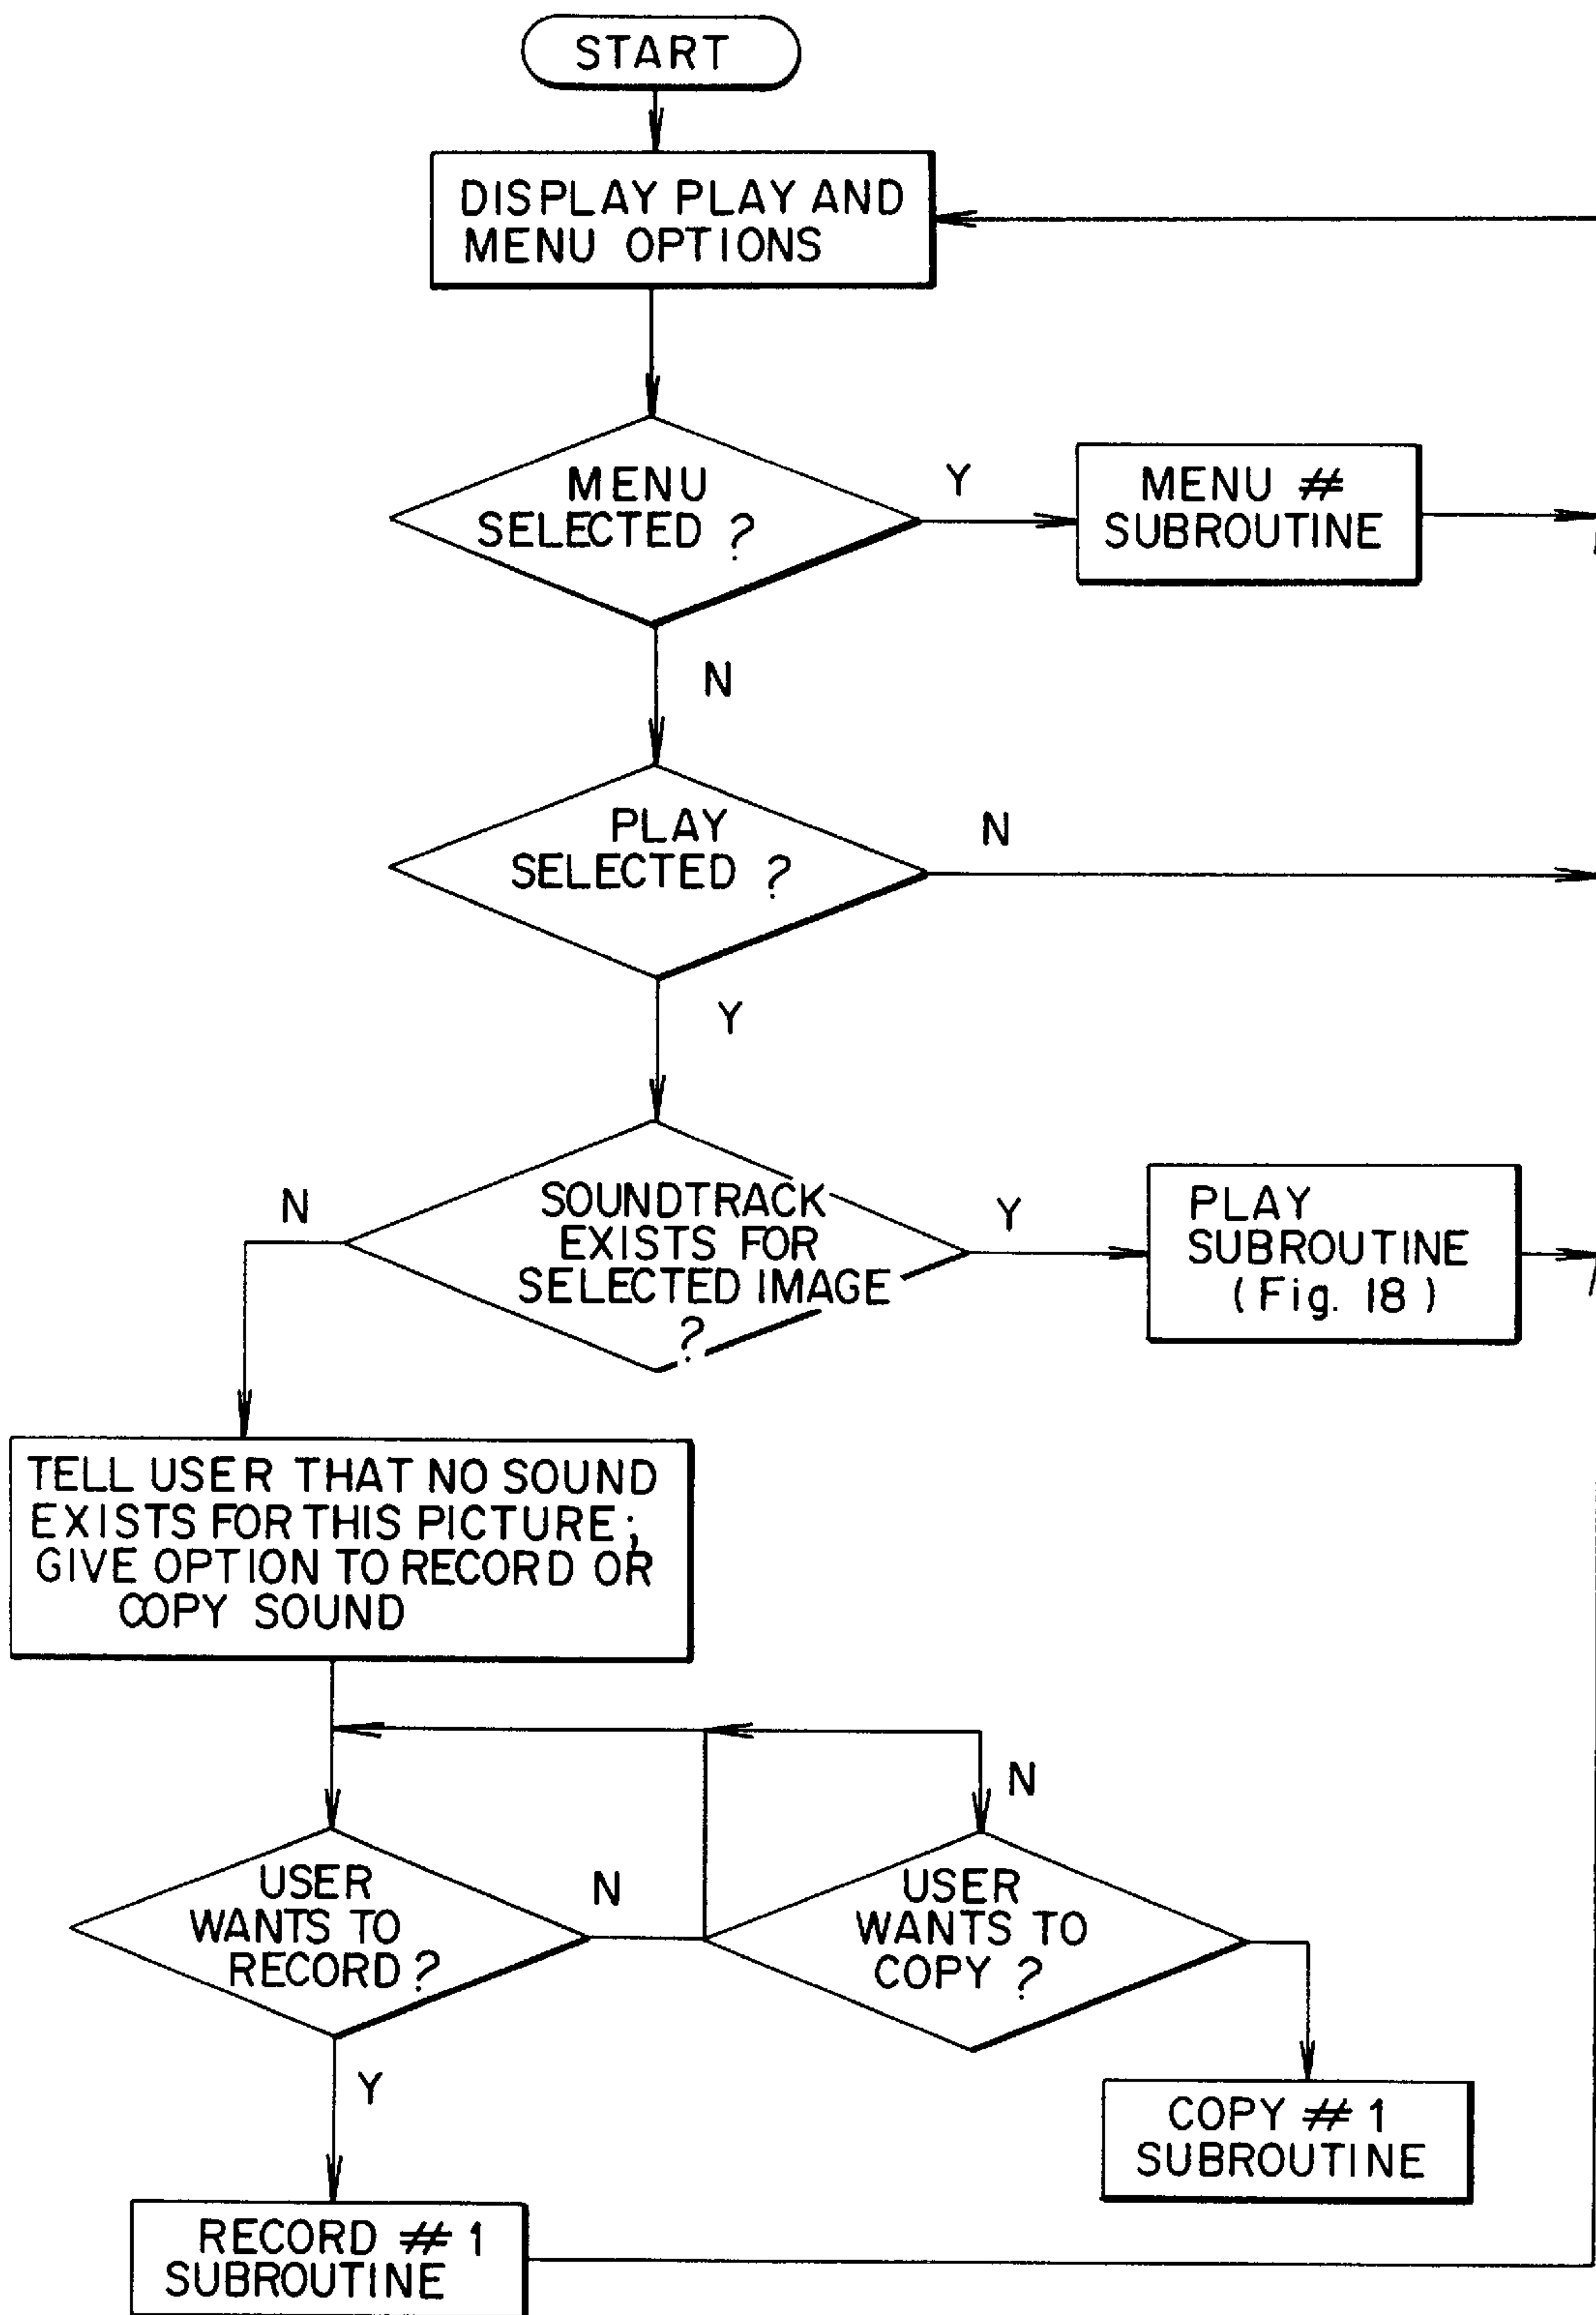 START
DISPLAY PLAY AND
MENU OPTIONS
MENU
SELECTED ?
Y
MENU #
SUBROUTINE
N
PLAY
SELECTED ?
N
Y
SOUNDTRACK
EXISTS FOR
SELECTED IMAGE
?
N
Y
PLAY
SUBROUTINE
(Fig. 18)
TELL USER THAT NO SOUND
EXISTS FOR THIS PICTURE;
GIVE OPTION TO RECORD OR
COPY SOUND
USER
WANTS TO
RECORD?
N
N
USER
WANTS TO
COPY ?
Y
COPY # 1
SUBROUTINE
RECORD # 1
SUBROUTINE